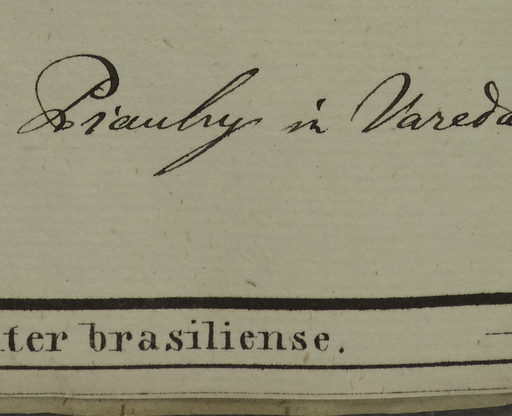 Piauhy in Vareda
ter brasiliense.